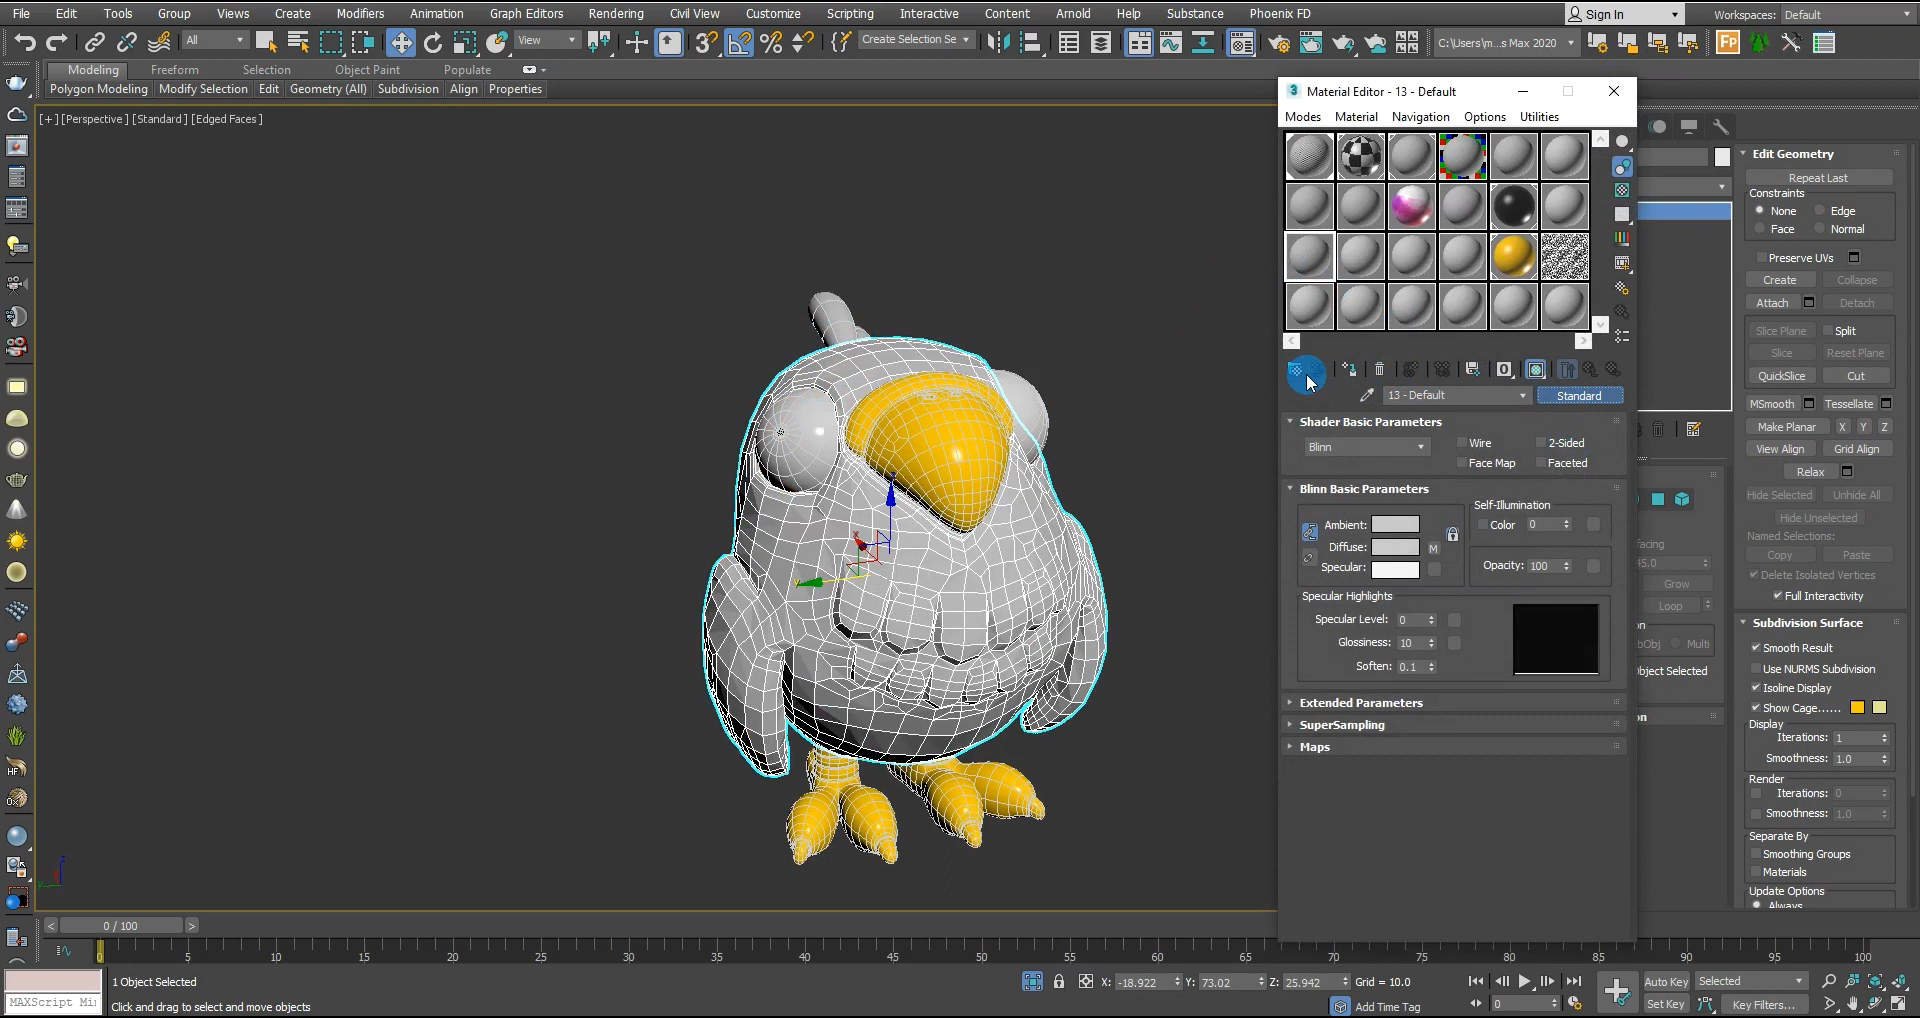 File Edit Tools Group Views Create Modifiers Animation Graph Editors Rendering Civil View Customize Scripting Interactive Content Arnold Help Substance Phoenix FD
Sign In Workspaces: Default
All View Create Selection Se C:\Users\m...s Max 2020
Modeling Freeform Selection Object Paint Populate
Polygon Modeling Modify Selection Edit Geometry (All) Subdivision Align Properties
[+] [Perspective] [Standard] [Edged Faces]
Material Editor - 13 - Default
Modes Material Navigation Options Utilities
13 - Default Standard
Shader Basic Parameters
Blinn Wire 2-Sided
Face Map Faceted
Blinn Basic Parameters
Self-Illumination
Ambient: Color 0
Diffuse: M
Specular: Opacity: 100
Specular Highlights
Specular Level: 0
Glossiness: 10
Soften: 0.1
Extended Parameters
SuperSampling
Maps
Edit Geometry
Repeat Last
Constraints
None Edge
Face Normal
Preserve UVs
Create Collapse
Attach Detach
Slice Plane Split
Slice Reset Plane
QuickSlice Cut
MSmooth Tessellate
Make Planar X Y Z
View Align Grid Align
Relax
Hide Selected Unhide All
Hide Unselected
Named Selections:
Copy Paste
Delete Isolated Vertices
Full Interactivity
facing
45.0
Grow
Loop
on
bObj Multi
Object Selected
on
Subdivision Surface
Smooth Result
Use NURMS Subdivision
Isoline Display
Show Cage......
Display
Iterations: 1
Smoothness: 1.0
Render
Iterations: 0
Smoothness: 1.0
Separate By
Smoothing Groups
Materials
Update Options
Always
0 / 100
0 5 10 15 20 25 30 35 40 45 50 55 60 65 70 75 80 85 90 95 100
1 Object Selected
X: -18.922 Y: 73.02 Z: 25.942 Grid = 10.0
Auto Key Selected
MAXScript Mi
Click and drag to select and move objects
Add Time Tag
0
Set Key Key Filters...